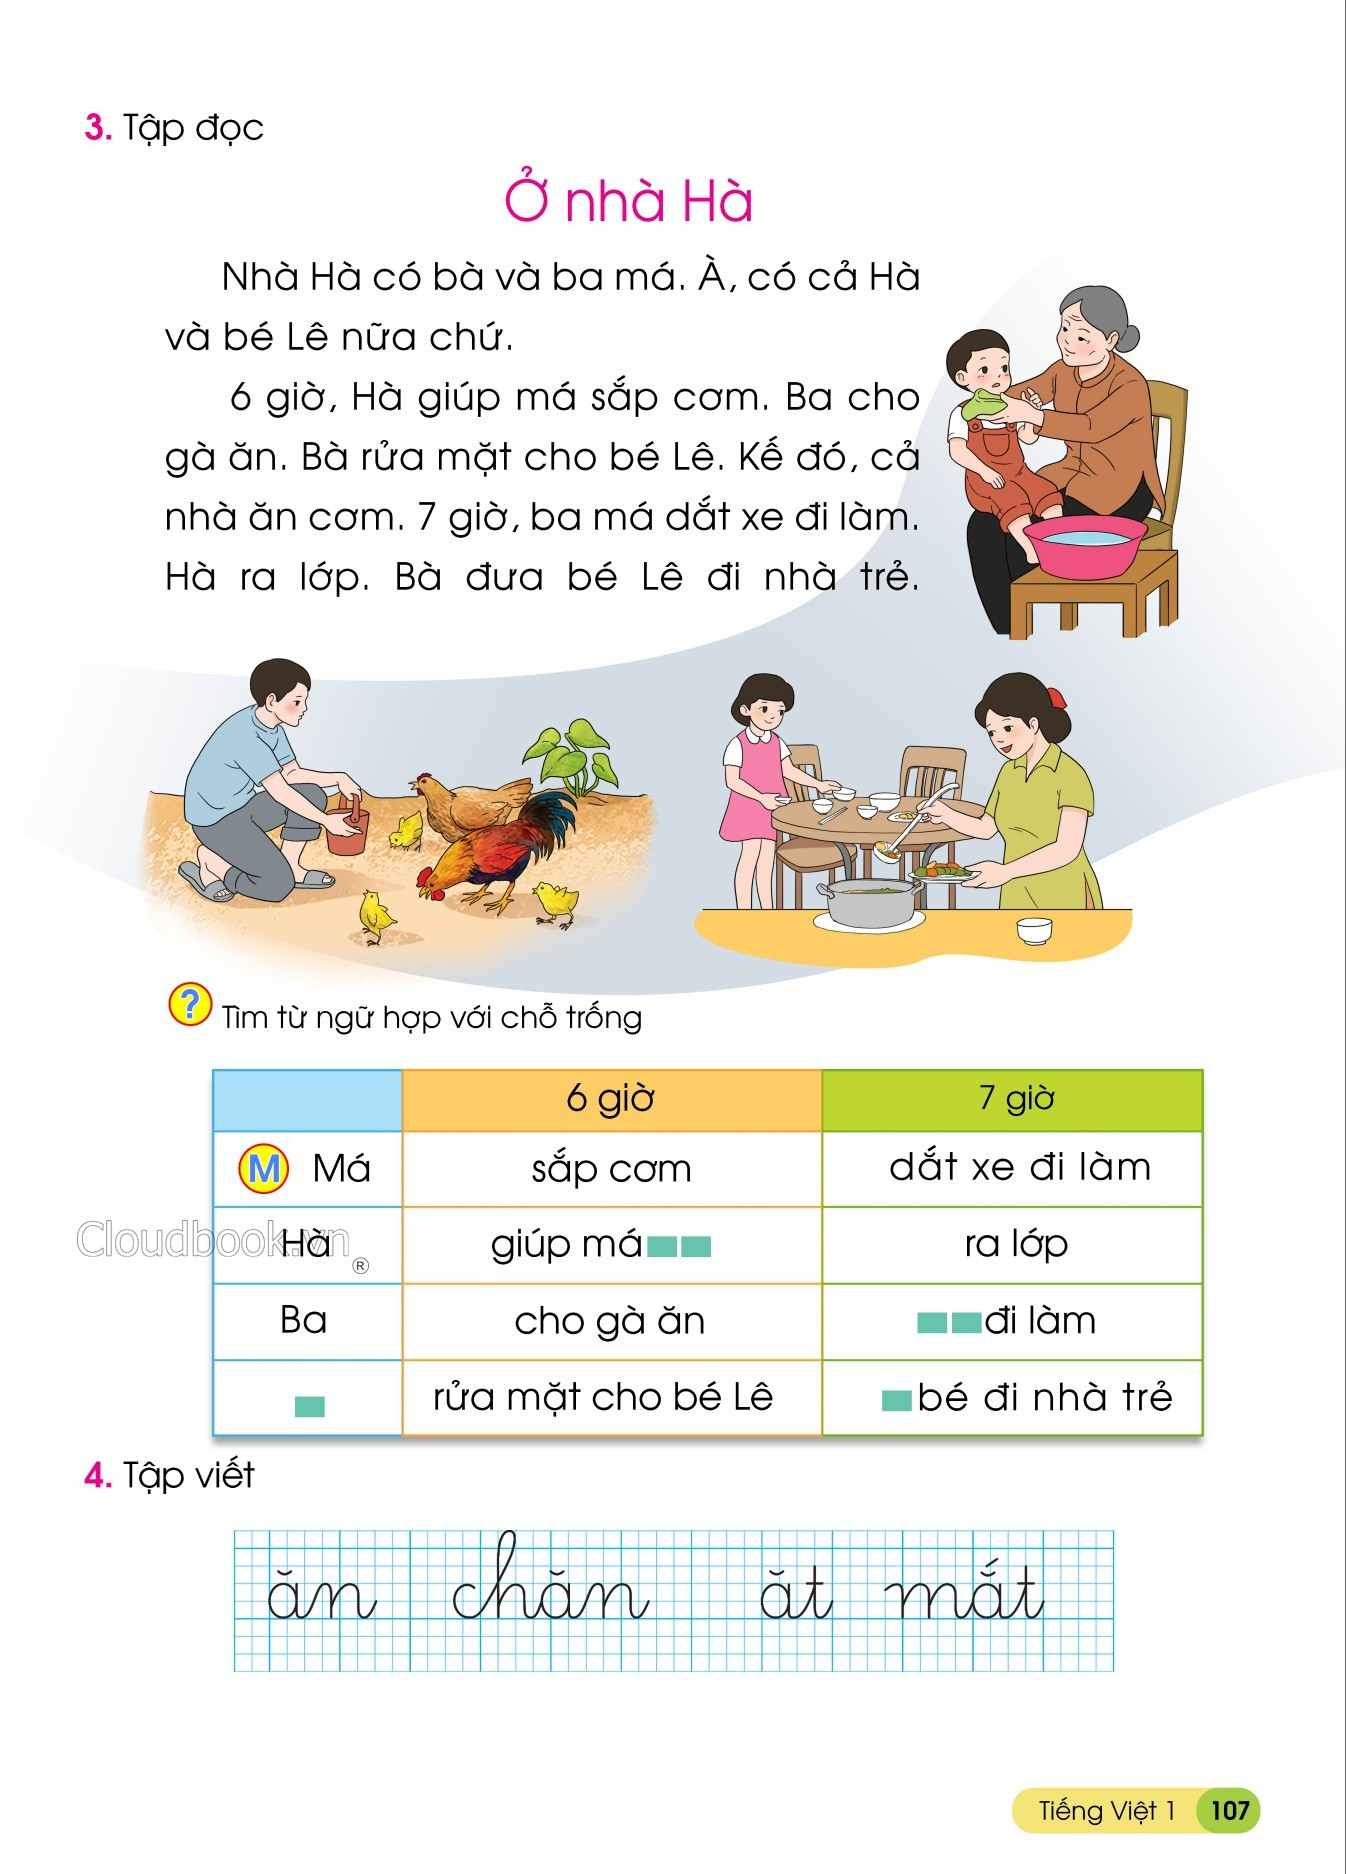 3. Tập đọc
Ở nhà Hà
Nhà Hà có bà và ba má. À, có cả Hà
và bé Lê nữa chứ.
6 giờ, Hà giúp má sắp cơm. Ba cho
gà ăn. Bà rửa mặt cho bé Lê. Kế đó, cả
nhà ăn cơm. 7 giờ, ba má dắt xe đi làm.
Hà ra lớp. Bà đưa bé Lê đi nhà trẻ.
? Tìm từ ngữ hợp với chỗ trống
6 giờ 7 giờ
M Má sắp cơm dắt xe đi làm
Cloudbook.vn ®
Hà giúp má ra lớp
Ba cho gà ăn đi làm
rửa mặt cho bé Lê bé đi nhà trẻ
4. Tập viết
ăn chăn ăt mắt
Tiếng Việt 1 107